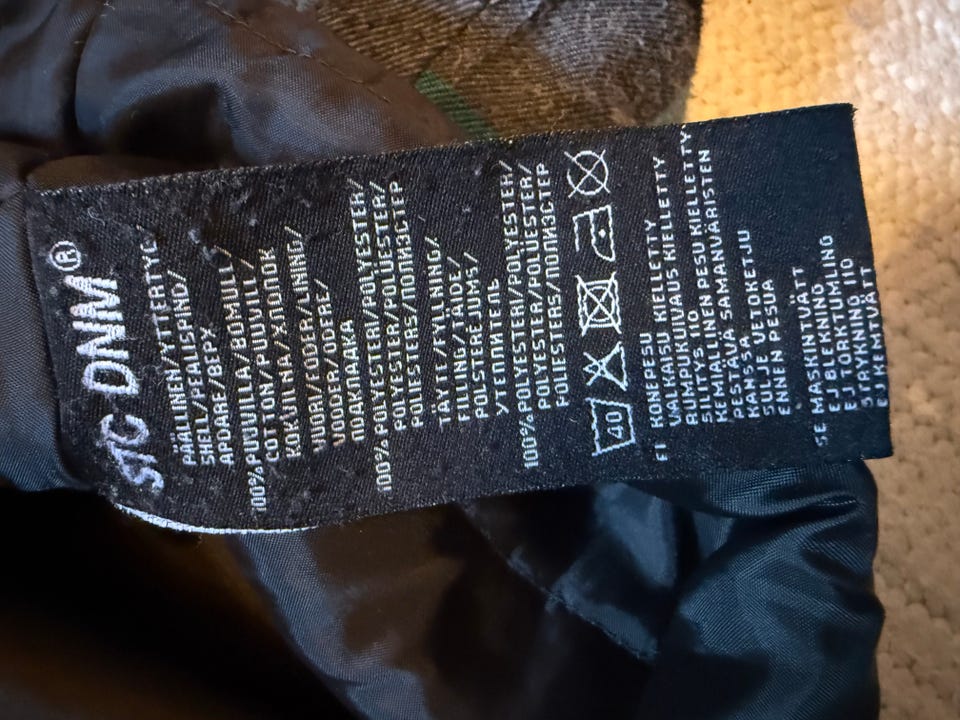 STC DNM®
PÄÄLLINEN/YTTERTYG/
SHELL/PEALISPIND/
APDARE/ВЕРХ
100%PUUVILLA/BOMULL/
COTTON/PUUVILL/
KOKVILNA/ХЛОПОК
VUORI/FODER/LINING/
VOODER/ODERE/
ПОДКЛАДКА
100%POLYESTERI/POLYESTER/
POLYESTER/POLÜESTER/
POLIESTERS/ПОЛИЭСТЕР
TÄYTE/FYLLNING/
FILLING/TÄIDE/
POLSTERĒJUMS/
УТЕПЛИТЕЛЬ
100%POLYESTERI/POLYESTER/
POLYESTER/POLÜESTER/
POLIESTERS/ПОЛИЭСТЕР
40
FI KONEPESU
VALKAISU KIELLETTY
RUMPUKUIVAUS KIELLETTY
SILITYS 110
KEMIALLINEN PESU KIELLETTY
PESTÄVÄ SAMANVÄRISTEN
KANSSA
SULJE VETOKETJU
ENNEN PESUA
SE MASKINTVÄTT
EJ BLEKNING
EJ TORKTUMLING
STRYKNING 110
EJ KEMTVÄTT